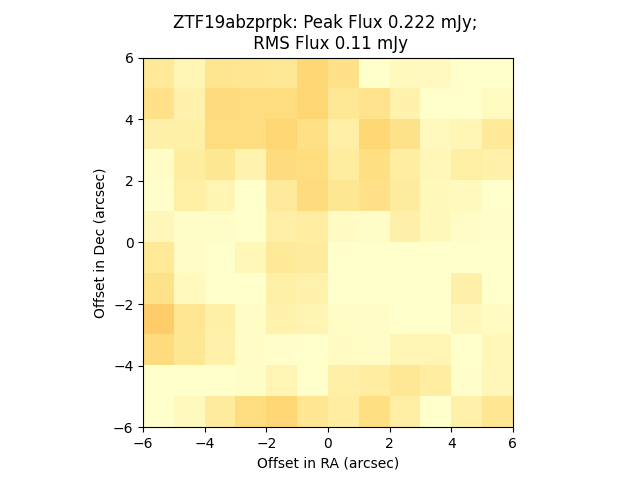 ZTF19abzprpk: Peak Flux 0.222 mJy;
RMS Flux 0.11 mJy
6
4
2
0
−2
−4
−6
Offset in Dec (arcsec)
−6 −4 −2 0 2 4 6
Offset in RA (arcsec)